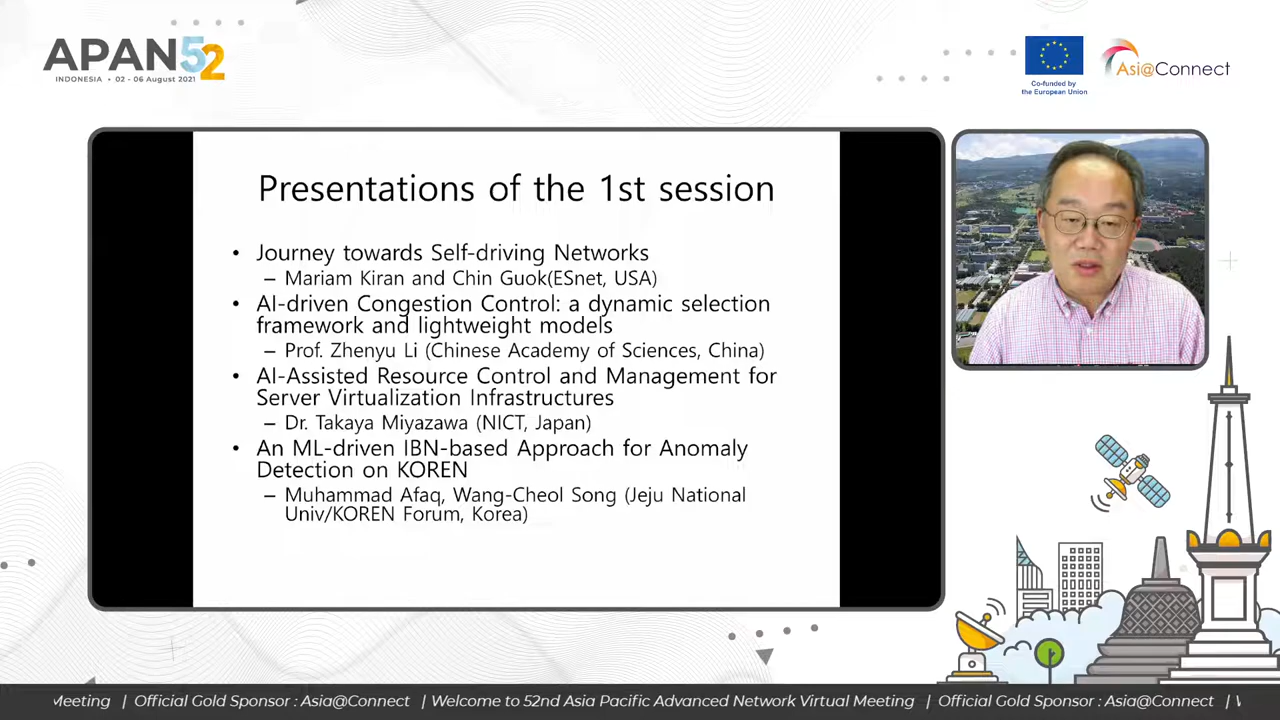 APAN52
INDONESIA • 02 - 06 August 2021
Co-funded by
the European Union
Asi@Connect
Presentations of the 1st session
• Journey towards Self-driving Networks
– Mariam Kiran and Chin Guok(ESnet, USA)
• AI-driven Congestion Control: a dynamic selection
framework and lightweight models
– Prof. Zhenyu Li (Chinese Academy of Sciences, China)
• AI-Assisted Resource Control and Management for
Server Virtualization Infrastructures
– Dr. Takaya Miyazawa (NICT, Japan)
• An ML-driven IBN-based Approach for Anomaly
Detection on KOREN
– Muhammad Afaq, Wang-Cheol Song (Jeju National
Univ/KOREN Forum, Korea)
Meeting | Official Gold Sponsor : Asia@Connect | Welcome to 52nd Asia Pacific Advanced Network Virtual Meeting | Official Gold Sponsor : Asia@Connect |